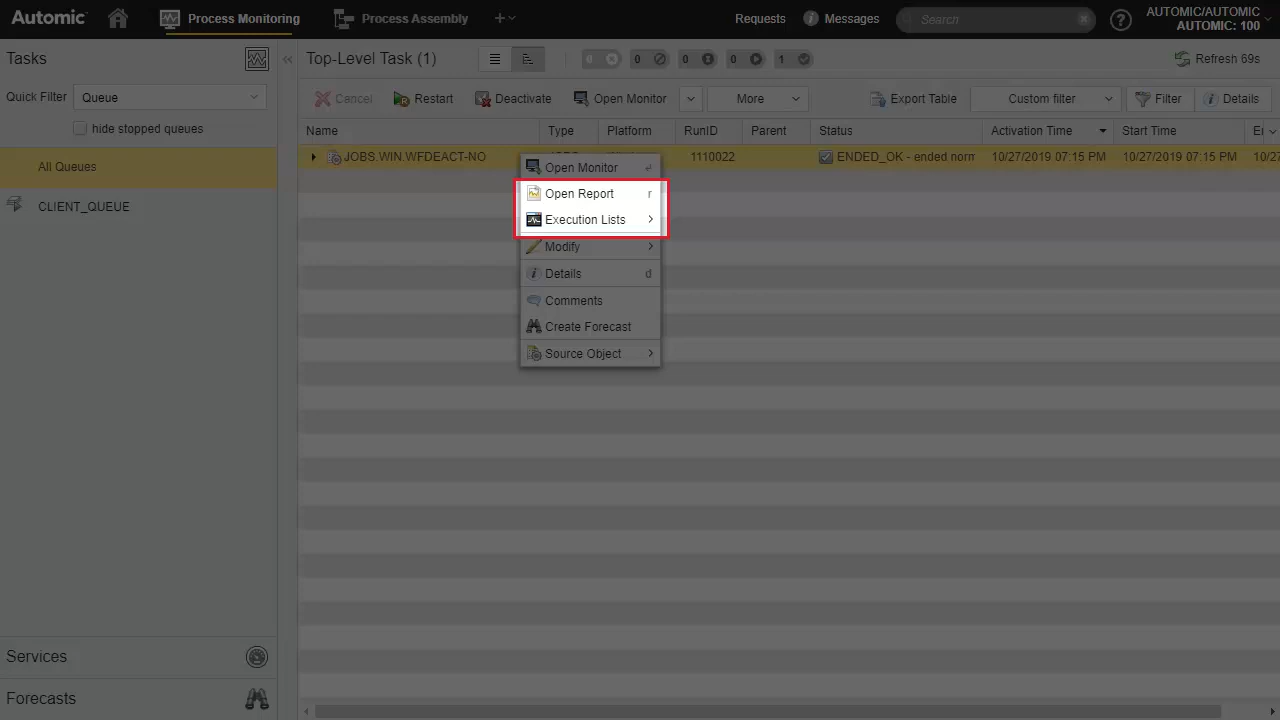 Automic
Process Monitoring
Process Assembly
Requests
Messages
Search
AUTOMIC/AUTOMIC
AUTOMIC: 100
Tasks
Top-Level Task (1)
0
0
0
0
1
Refresh 69s
Quick Filter
Queue
hide stopped queues
All Queues
CLIENT_QUEUE
Cancel
Restart
Deactivate
Open Monitor
More
Export Table
Custom filter
Filter
Details
Name
Type
Platform
RunID
Parent
Status
Activation Time
Start Time
JOBS.WIN.WFDEACT-NO
1110022
ENDED_OK - ended norm
10/27/2019 07:15 PM
10/27/2019 07:15 PM
10/27
Open Monitor
Open Report r
Execution Lists
Modify
Details d
Comments
Create Forecast
Source Object
Services
Forecasts